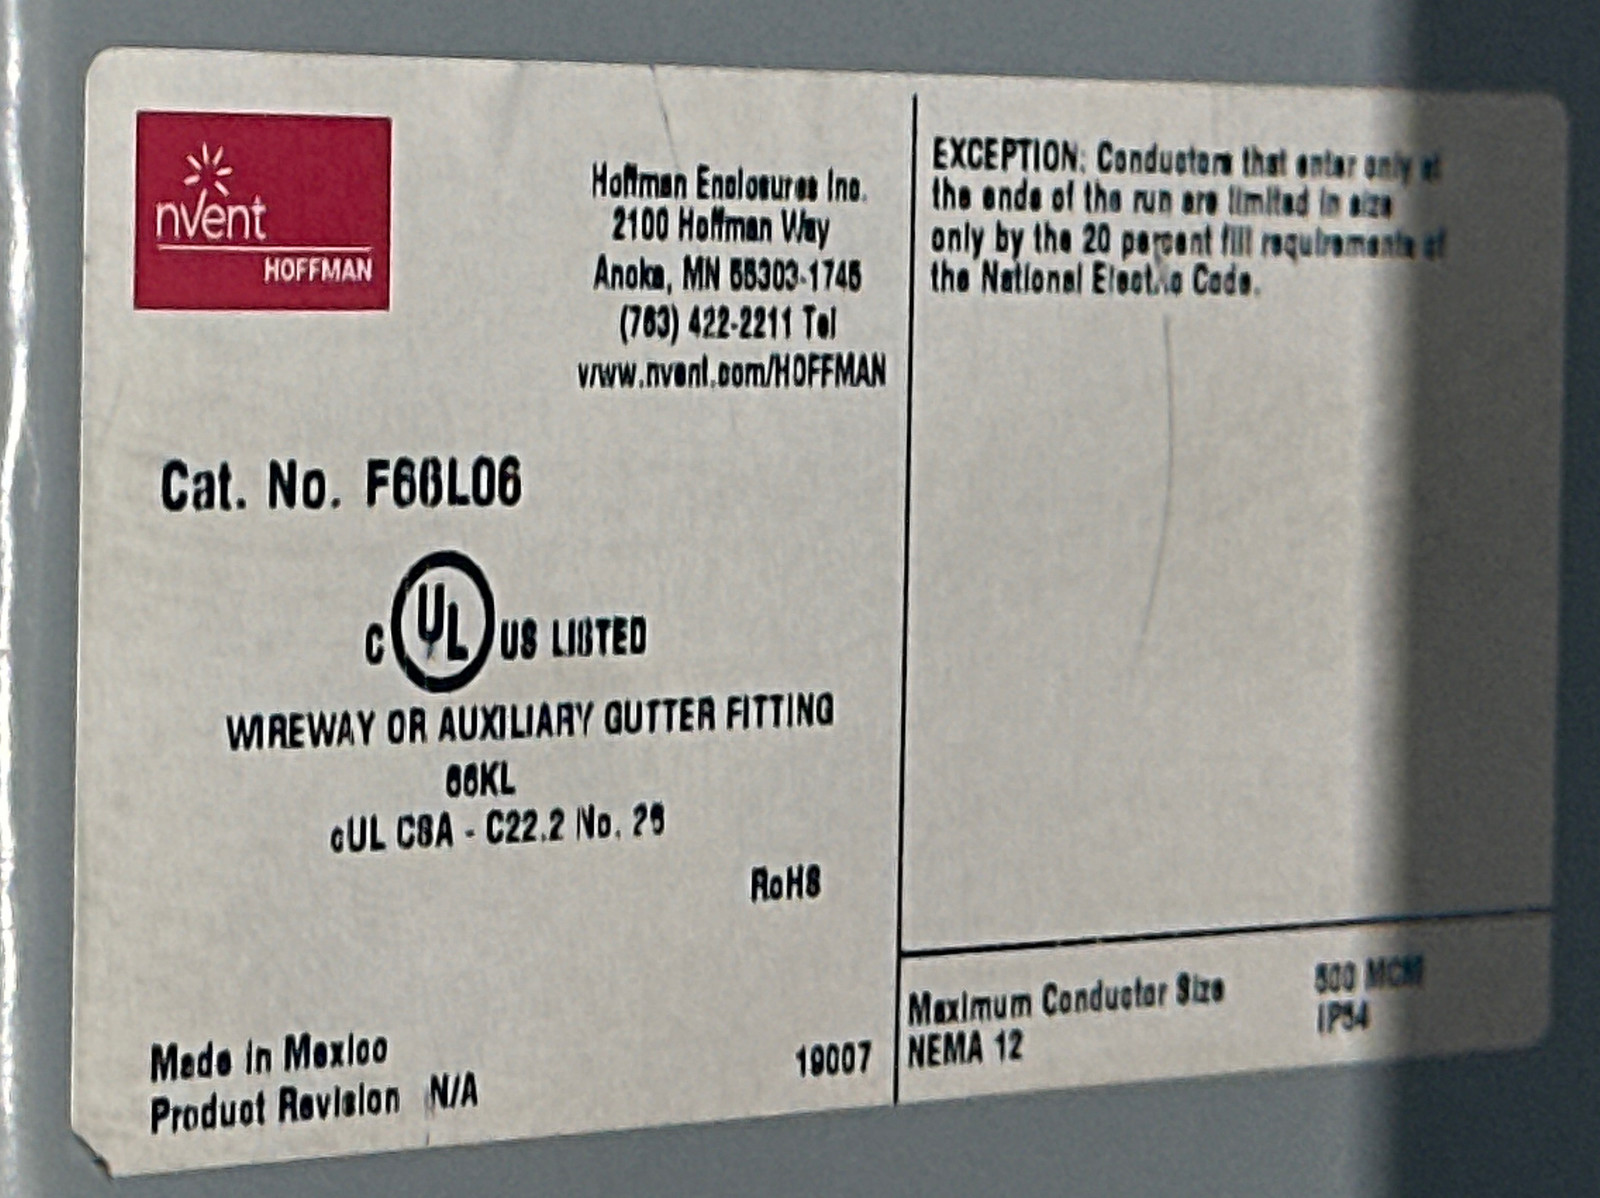 nVent
HOFFMAN
Hoffman Enclosures Inc.
2100 Hoffman Way
Anoka, MN 55303-1745
(763) 422-2211 Tel
www.nvent.com/HOFFMAN
Cat. No. F66L06
C UL US LISTED
WIREWAY OR AUXILIARY GUTTER FITTING
66KL
cUL CSA - C22.2 No. 26
RoHS
Made in Mexico
Product Revision N/A
19007
EXCEPTION: Conductors that enter only at
the ends of the run are limited in size
only by the 20 percent fill requirements of
the National Electric Code.
Maximum Conductor Size 500 MCM
NEMA 12 IP54